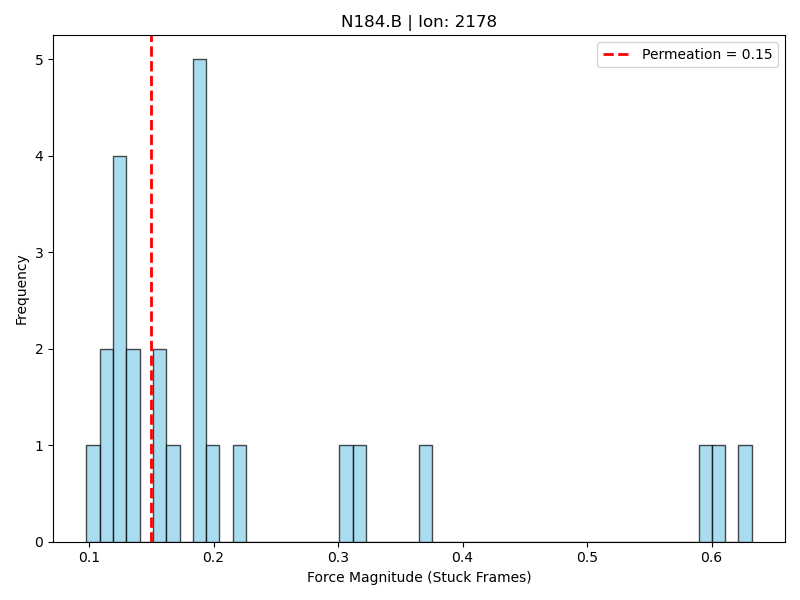 N184.B | Ion: 2178
Permeation = 0.15
Frequency
5
4
3
2
1
0
0.1 0.2 0.3 0.4 0.5 0.6
Force Magnitude (Stuck Frames)